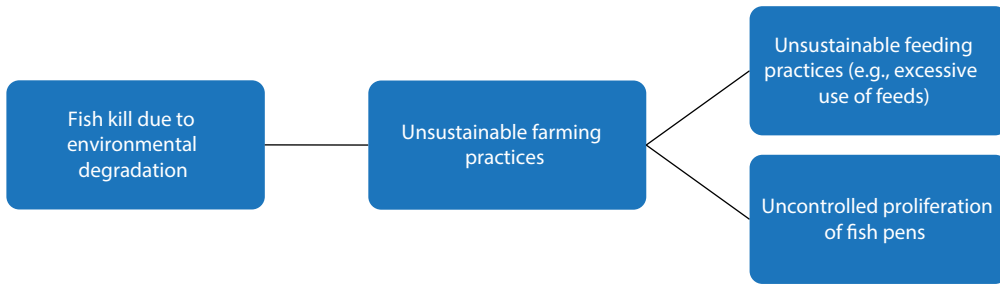 Fish kill due to
environmental
degradation
Unsustainable farming
practices
Unsustainable feeding
practices (e.g., excessive
use of feeds)
Uncontrolled proliferation
of fish pens